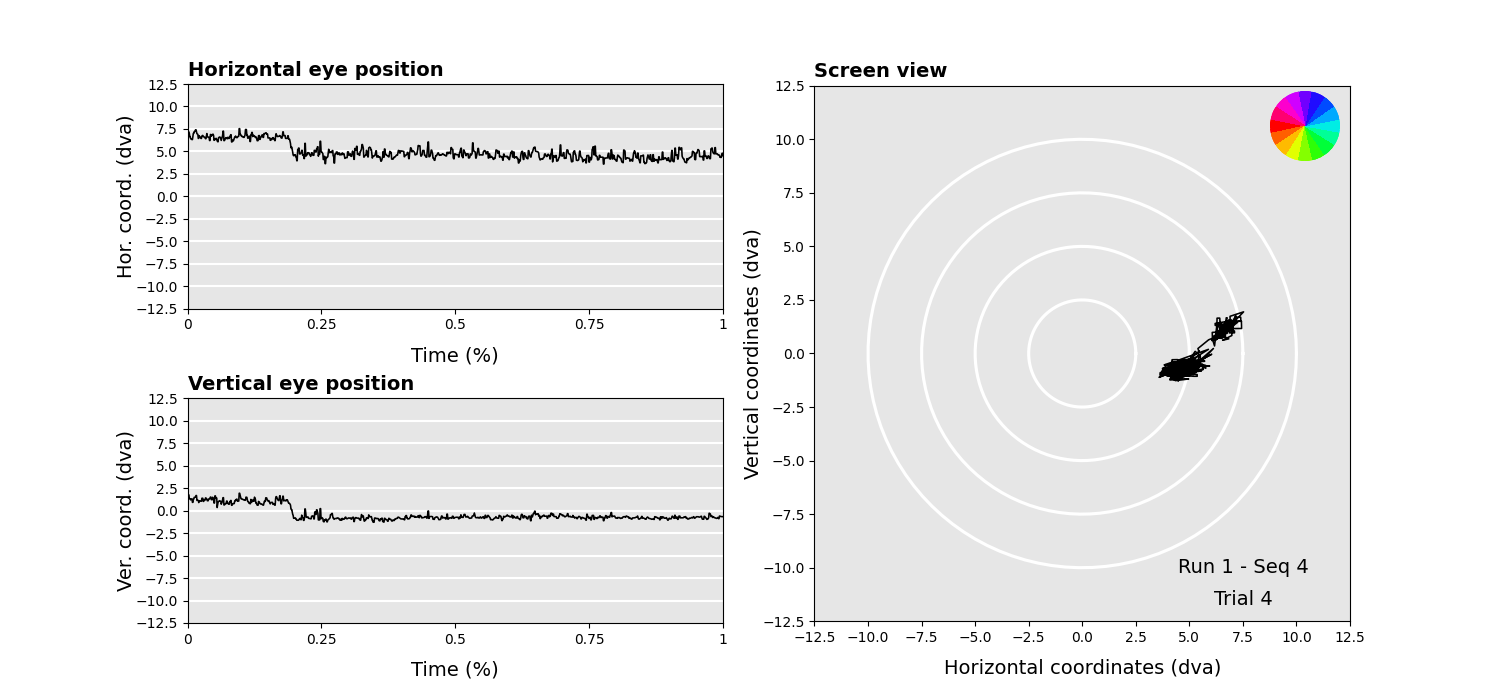 Horizontal eye position
12.5
10.0
7.5
5.0
2.5
0.0
−2.5
−5.0
−7.5
−10.0
−12.5
Hor. coord. (dva)
0 0.25 0.5 0.75 1
Time (%)
Vertical eye position
12.5
10.0
7.5
5.0
2.5
0.0
−2.5
−5.0
−7.5
−10.0
−12.5
Ver. coord. (dva)
0 0.25 0.5 0.75 1
Time (%)
Screen view
12.5
10.0
7.5
5.0
2.5
0.0
−2.5
−5.0
−7.5
−10.0
−12.5
Vertical coordinates (dva)
Run 1 - Seq 4
Trial 4
−12.5 −10.0 −7.5 −5.0 −2.5 0.0 2.5 5.0 7.5 10.0 12.5
Horizontal coordinates (dva)